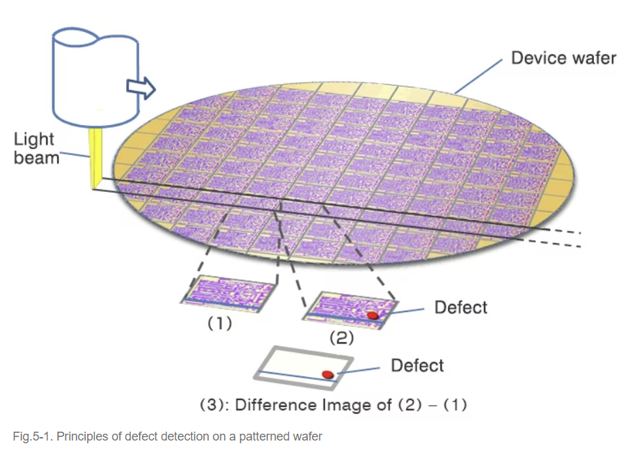 Device wafer
Light
beam
(1)
(2)
Defect
Defect
(3): Difference Image of (2) – (1)
Fig.5-1. Principles of defect detection on a patterned wafer